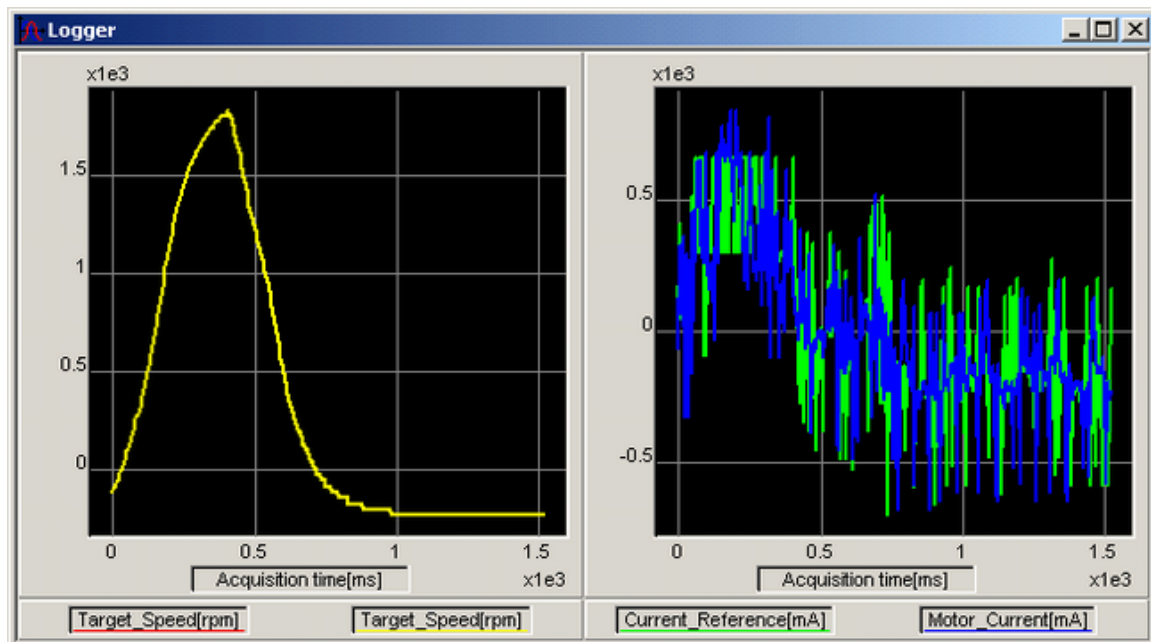 Logger
x1e3
1.5
1
0.5
0
0 0.5 1 1.5
Acquisition time[ms] x1e3
Target_Speed[rpm] Target_Speed[rpm]
x1e3
0.5
0
-0.5
0 0.5 1 1.5
Acquisition time[ms] x1e3
Current_Reference[mA] Motor_Current[mA]